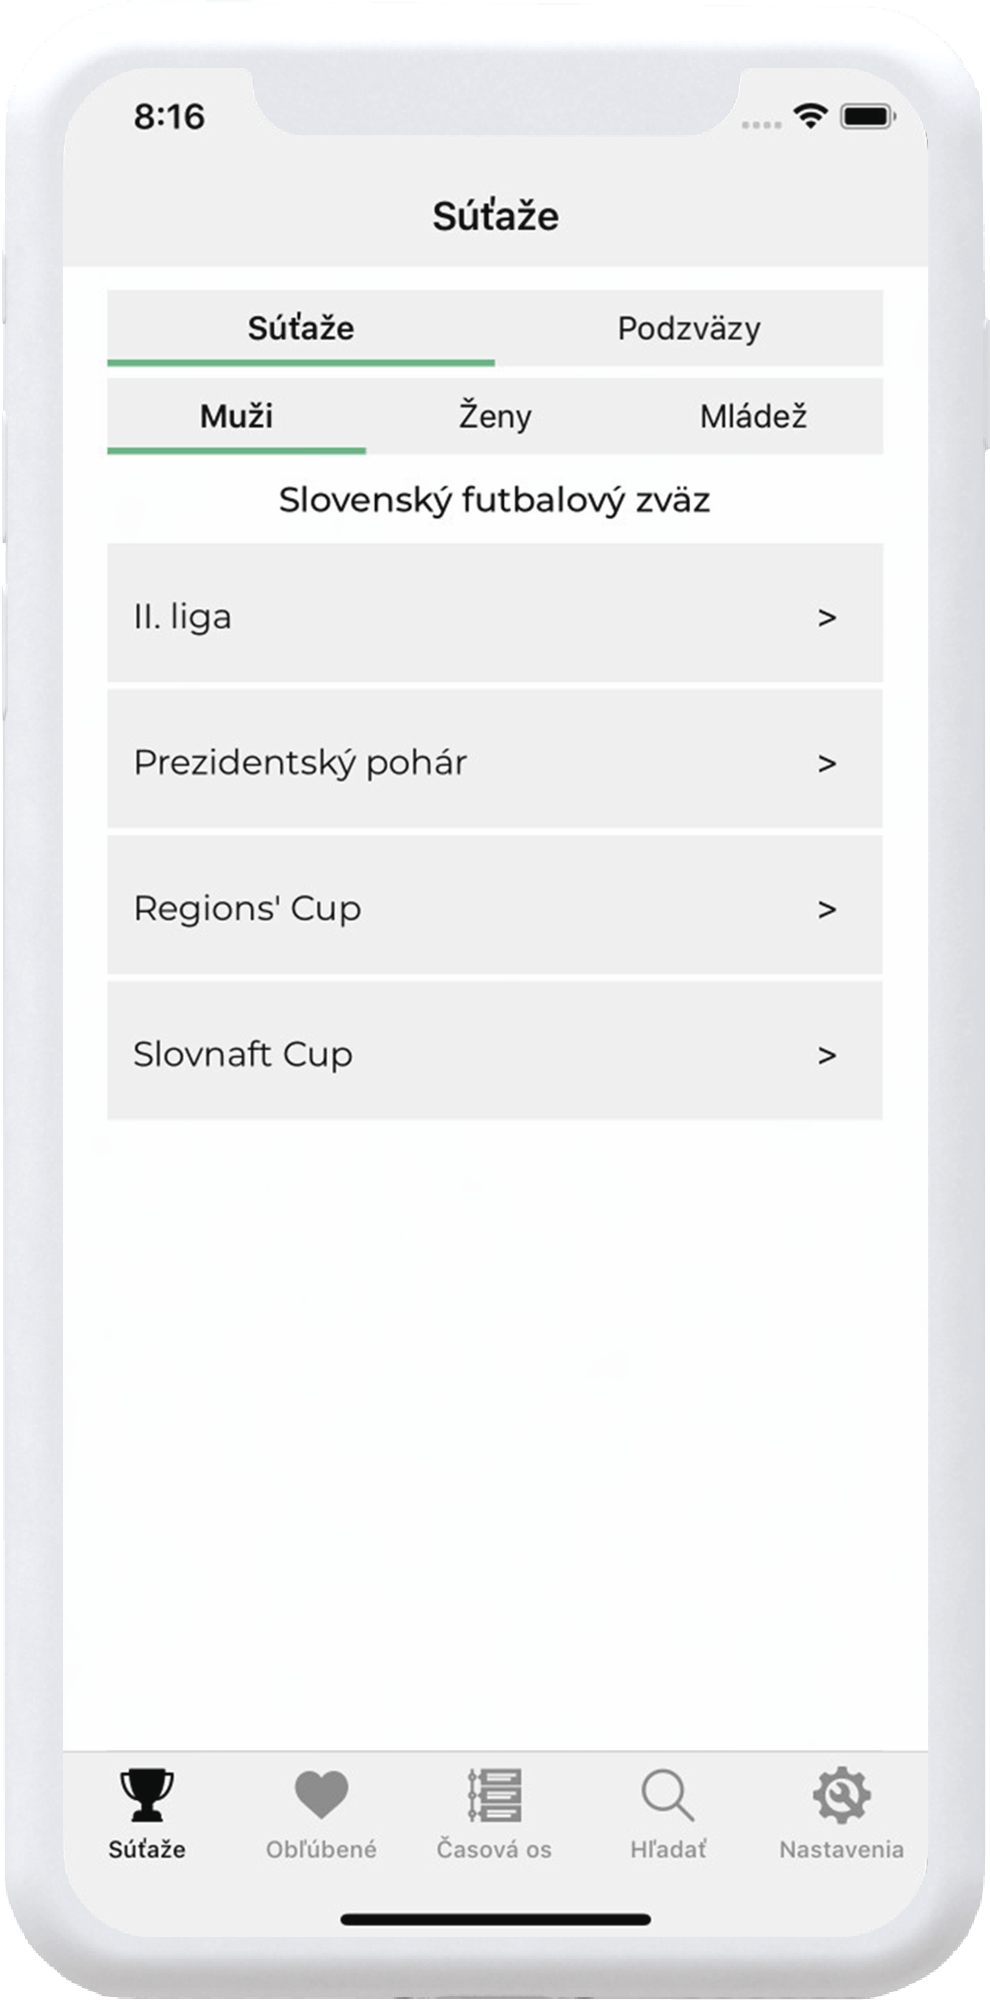 8:16
Súťaže
Súťaže Podzväzy
Muži Ženy Mládež
Slovenský futbalový zväz
II. liga >
Prezidentský pohár >
Regions' Cup >
Slovnaft Cup >
Súťaže Obľúbené Časová os Hľadať Nastavenia